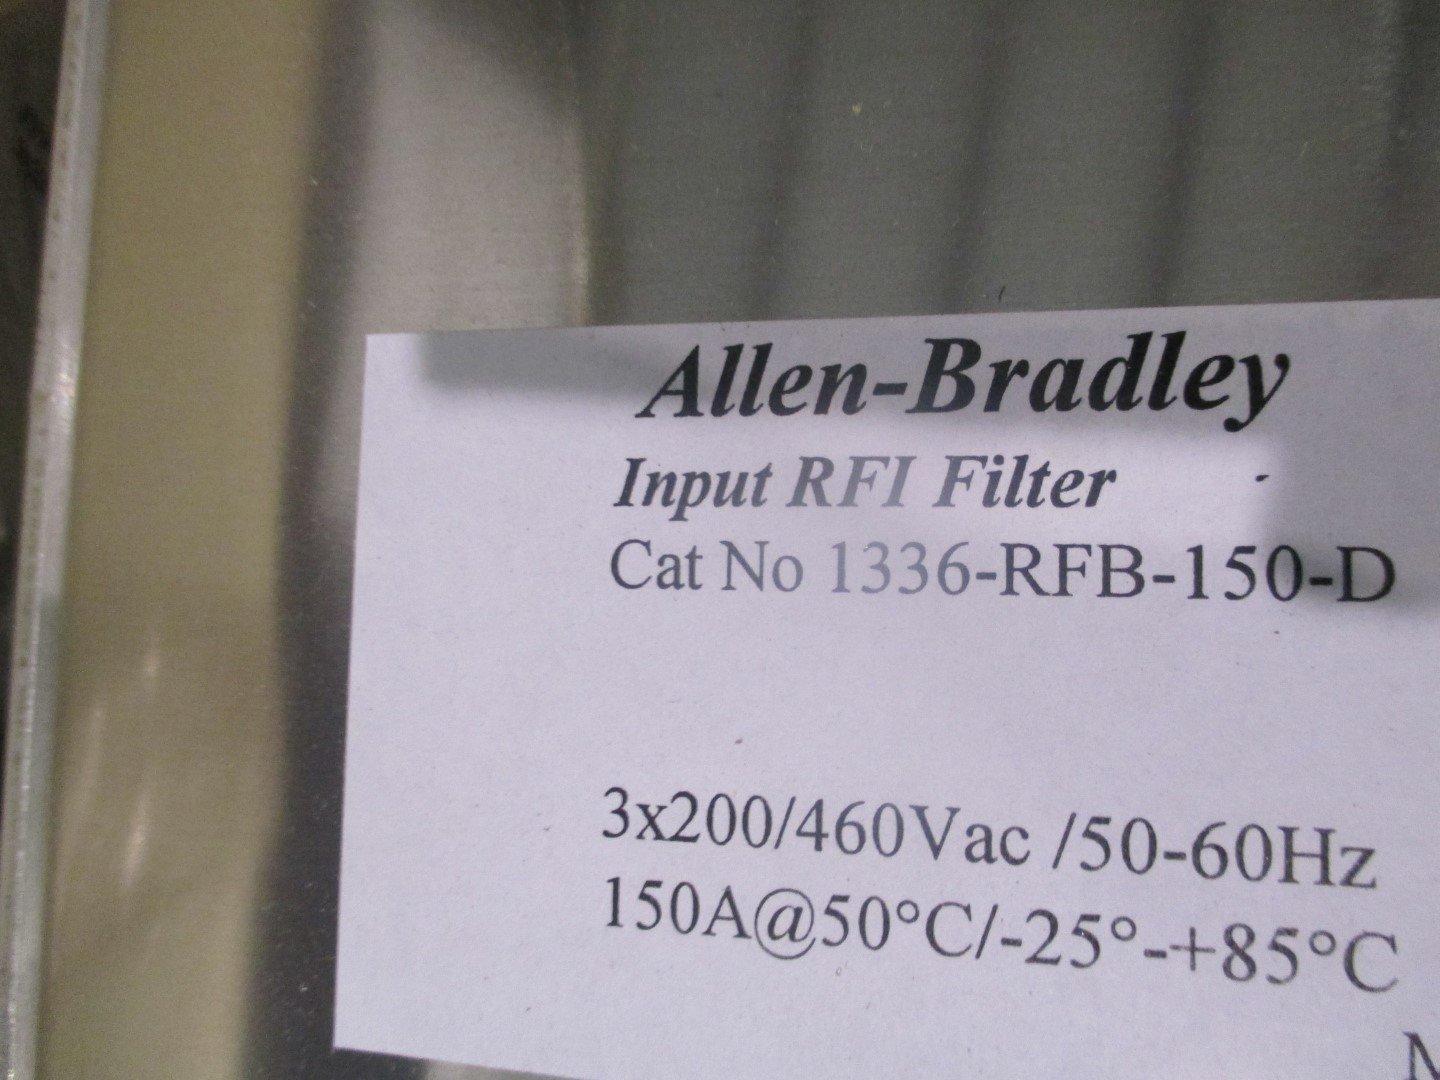 Allen-Bradley
Input RFI Filter
Cat No 1336-RFB-150-D
3x200/460Vac /50-60Hz
150A@50°C/-25°-+85°C